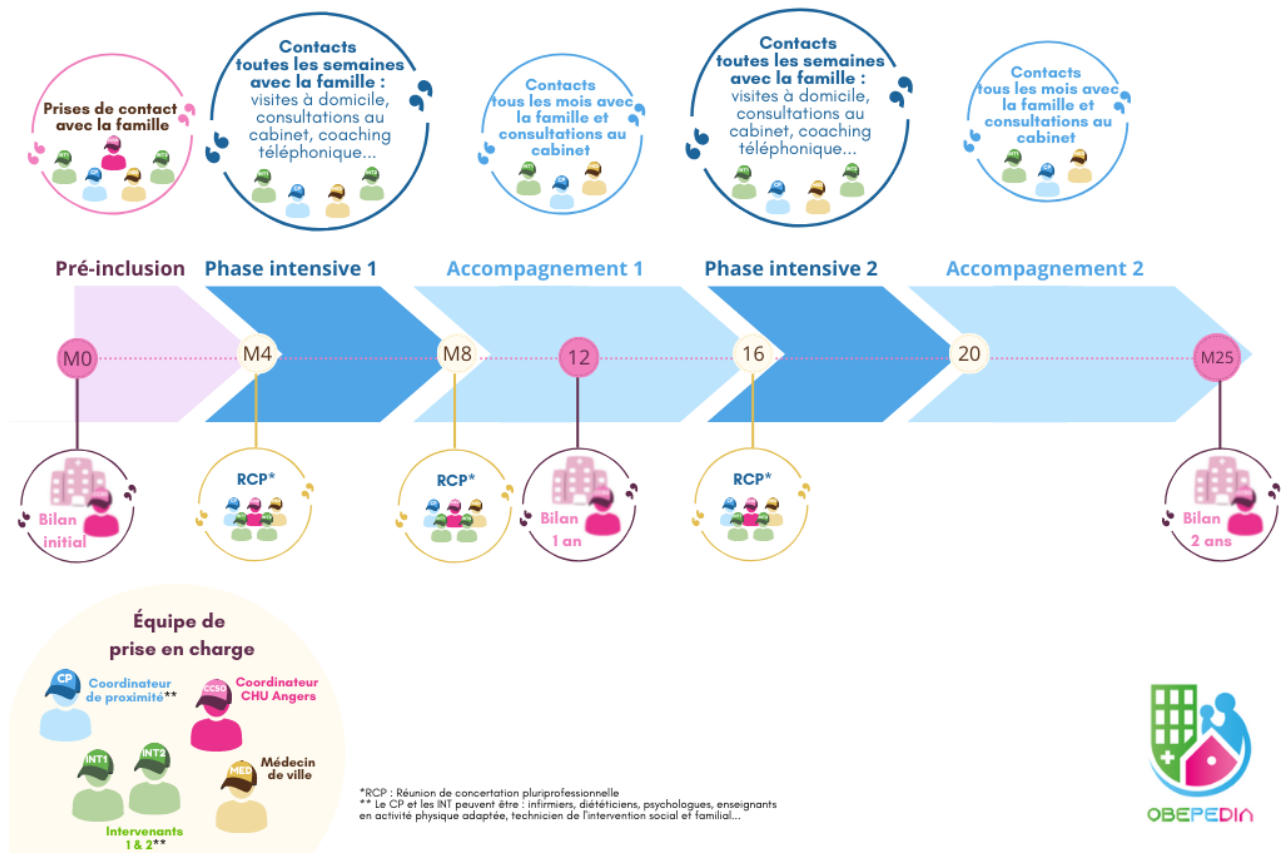 Prises de contact
avec la famille
Contacts
toutes les semaines
avec la famille :
visites à domicile,
consultations au
cabinet, coaching
téléphonique...
Contacts
tous les mois avec
la famille et
consultations au
cabinet
Contacts
toutes les semaines
avec la famille :
visites à domicile,
consultations au
cabinet, coaching
téléphonique...
Contacts
tous les mois avec
la famille et
consultations au
cabinet
Pré-inclusion
Phase intensive 1
Accompagnement 1
Phase intensive 2
Accompagnement 2
M0
M4
M8
12
16
20
M25
Bilan
initial
RCP*
RCP*
Bilan
1 an
RCP*
Bilan
2 ans
Équipe de
prise en charge
CP
Coordinateur
de proximité**
CCSO
Coordinateur
CHU Angers
INT1
INT2
Intervenants
1 & 2**
MED
Médecin
de ville
*RCP : Réunion de concertation pluriprofessionnelle
** Le CP et les INT peuvent être : infirmiers, diététiciens, psychologues, enseignants
en activité physique adaptée, technicien de l'intervention social et familial...
OBEPEDIA